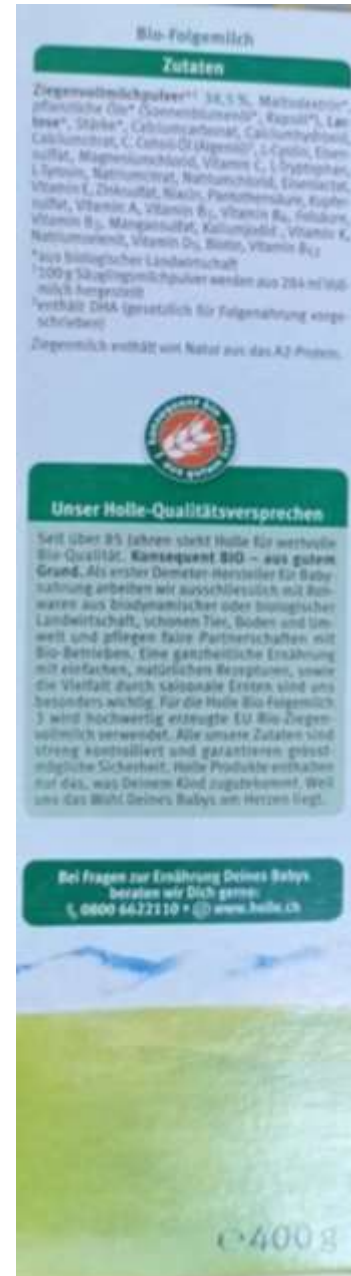 Bio-Folgemilch
Zutaten
Ziegenvollmilchpulver*¹ 58,5 %, Maltodextrin*,
pflanzliche Öle* (Sonnenblumenöl*, Rapsöl*), Lak-
tose*, Stärke*, Calciumcarbonat, Calciumhydroxid,
Calciumcitrat, C. Cohnii Öl (Algenöl)², L-Cystin, Eisen-
sulfat, Magnesiumchlorid, Vitamin C, L-Tryptophan,
L-Tyrosin, Natriumcitrat, Natriumchlorid, Eisenlactat,
Vitamin E, Zinksulfat, Niacin, Pantothensäure, Kupfer-
sulfat, Vitamin A, Vitamin B₁, Vitamin B₆, Folsäure,
Mangansulfat, Kaliumjodid, Vitamin K,
Natriumselenit, Vitamin D₃, Biotin, Vitamin B₁₂
*aus biologischer Landwirtschaft
¹100 g Säuglingsmilchpulver werden aus 284 ml Voll-
milch hergestellt
²enthält DHA (gesetzlich für Folgenahrung vorge-
schrieben)
Ziegenmilch enthält von Natur aus das A2-Protein.
konsequent bio
aus gutem Grund
Unser Holle-Qualitätsversprechen
Seit über 85 Jahren steht Holle für wertvolle
Bio-Qualität. Konsequent BIO – aus gutem
Grund. Als erster Demeter-Hersteller für Baby-
nahrung arbeiten wir ausschliesslich mit Roh-
waren aus biodynamischer oder biologischer
Landwirtschaft, schonen Tier, Boden und Um-
welt und pflegen faire Partnerschaften mit
Bio-Betrieben. Eine ganzheitliche Ernährung
mit einfachen, natürlichen Rezepturen, sowie
die Vielfalt durch saisonale Ernten sind uns
besonders wichtig. Für die Holle Bio-Folgemilch
3 wird hochwertig erzeugte EU Bio-Ziegen-
vollmilch verwendet. Alle unsere Zutaten sind
streng kontrolliert und garantieren grösst-
mögliche Sicherheit. Holle Produkte enthalten
nur das, was Deinem Kind zugutekommt. Weil
uns das Wohl Deines Babys am Herzen liegt.
Bei Fragen zur Ernährung Deines Babys
beraten wir Dich gerne:
0800 6622110 • www.holle.ch
℮400 g